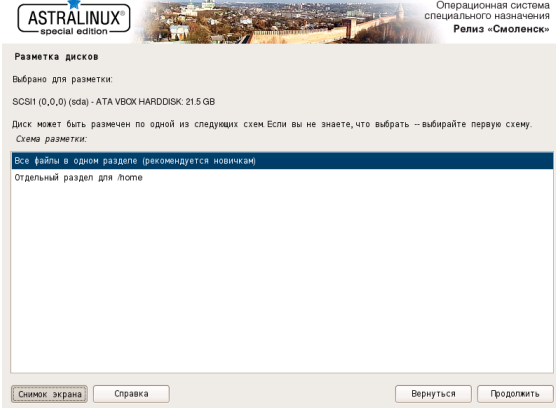 ASTRALINUX®
special edition
Операционная система
специального назначения
Релиз «Смоленск»
Разметка дисков
Выбрано для разметки:
SCSI1 (0,0,0) (sda) - ATA VBOX HARDDISK: 21.5 GB
Диск может быть размечен по одной из следующих схем. Если вы не знаете, что выбрать -- выбирайте первую схему.
Схема разметки:
Все файлы в одном разделе (рекомендуется новичкам)
Отдельный раздел для /home
Снимок экрана
Справка
Вернуться
Продолжить